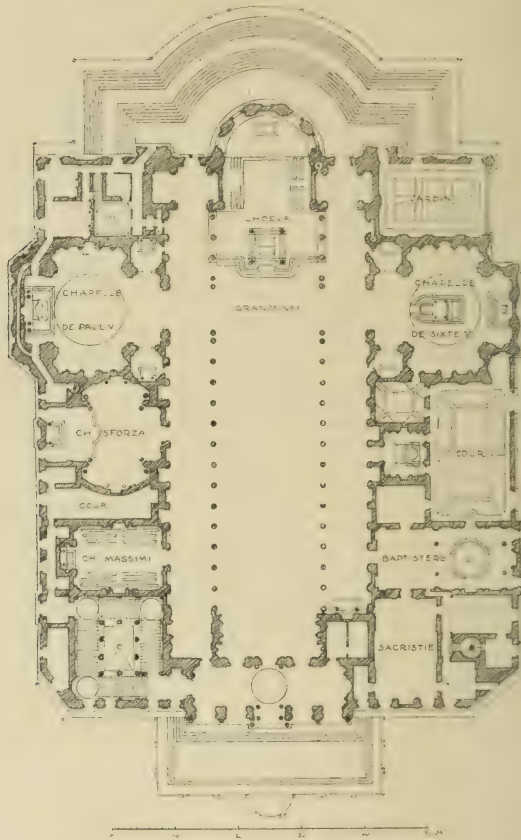 JARDIN
CHOEUR
CHAPELLE
DE PAUL V
CHAPELLE
DE SIXTE V
GRANDE NEF
CH. SFORZA
COUR
COUR
CH. MASSIMI
BAPTISTERE
SACRISTIE
C